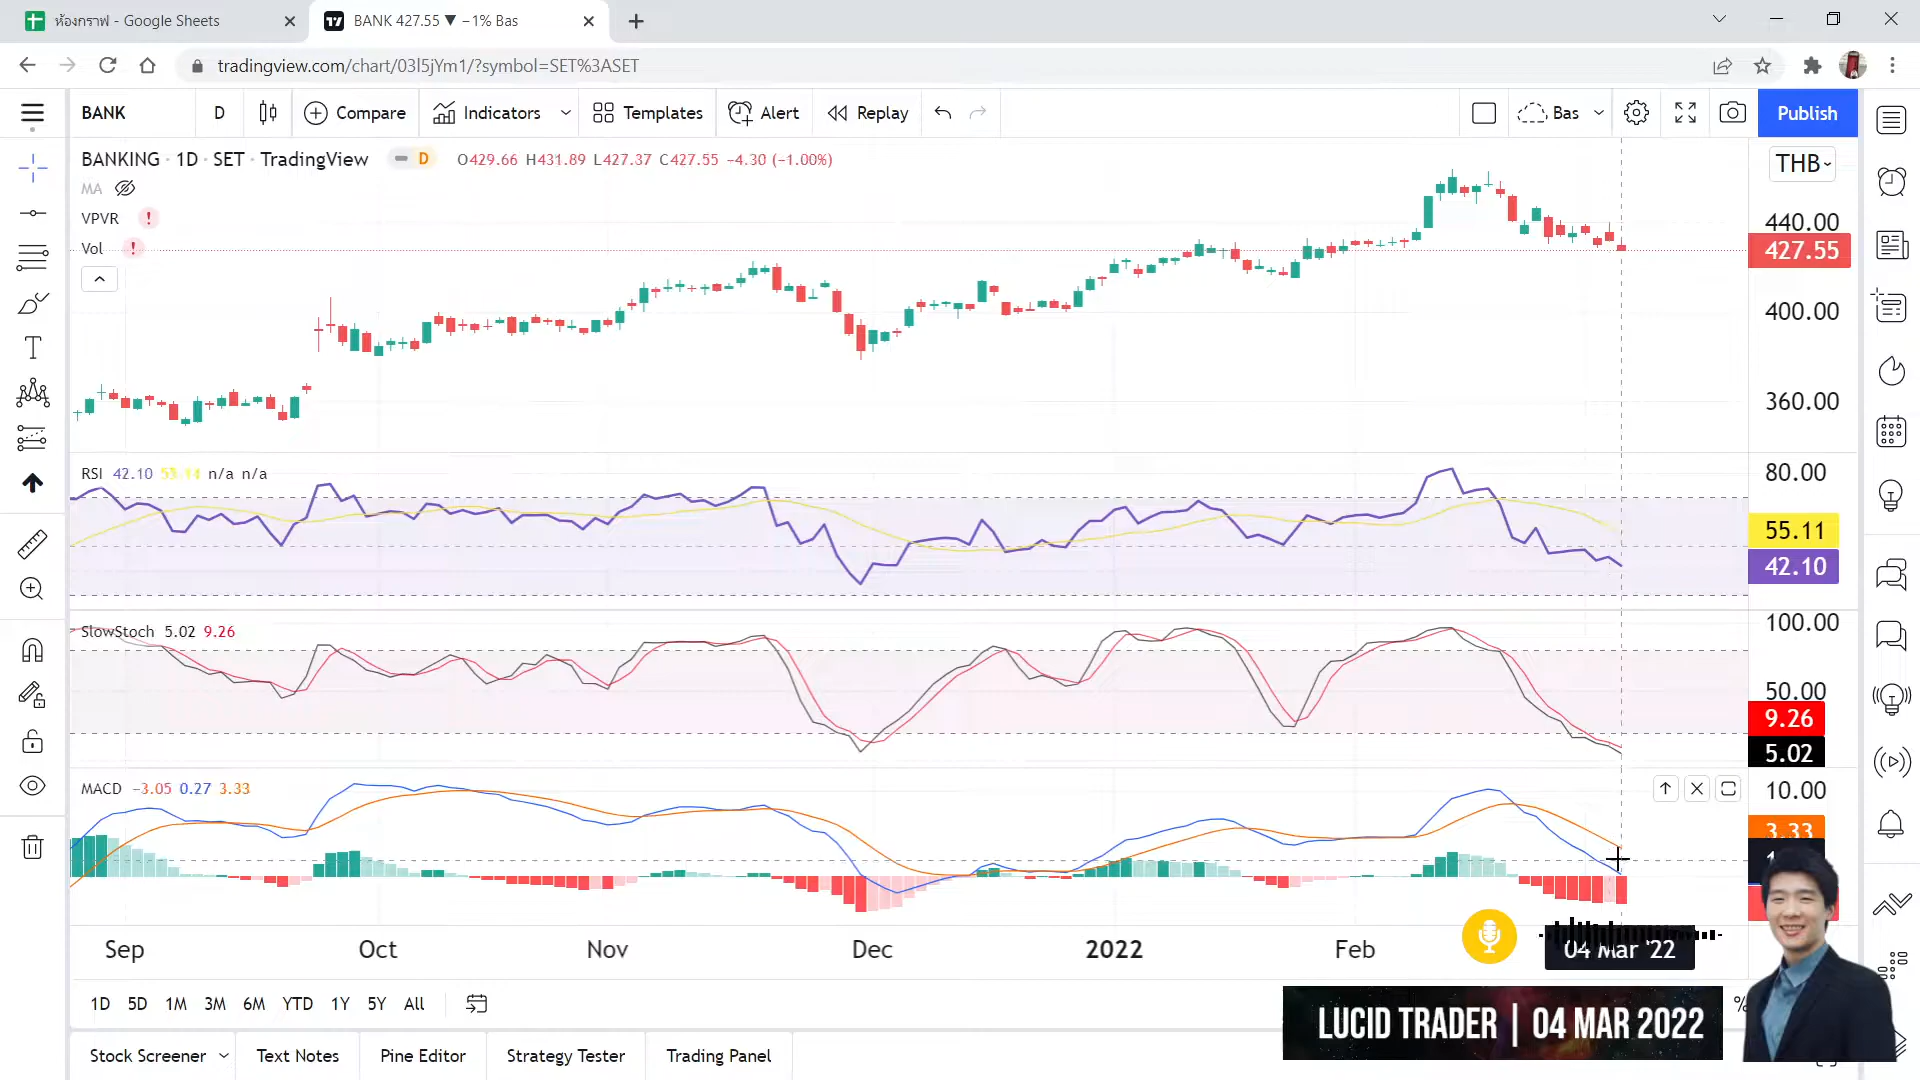 ห้องกราฟ - Google Sheets
BANK 427.55 ▼ −1% Bas
tradingview.com/chart/03l5jYm1/?symbol=SET%3ASET
BANK
D
Compare
Indicators
Templates
Alert
Replay
Bas
Publish
BANKING · 1D · SET · TradingView
D
O429.66 H431.89 L427.37 C427.55 −4.30 (−1.00%)
THB
MA
VPVR !
Vol !
440.00
427.55
400.00
360.00
RSI 42.10 n/a n/a
80.00
55.11
42.10
SlowStoch 5.02 9.26
100.00
50.00
9.26
5.02
MACD −3.05 0.27 3.33
10.00
3.33
Sep
Oct
Nov
Dec
2022
Feb
04 Mar '22
1D
5D
1M
3M
6M
YTD
1Y
5Y
All
%
LUCID TRADER | 04 MAR 2022
Stock Screener
Text Notes
Pine Editor
Strategy Tester
Trading Panel